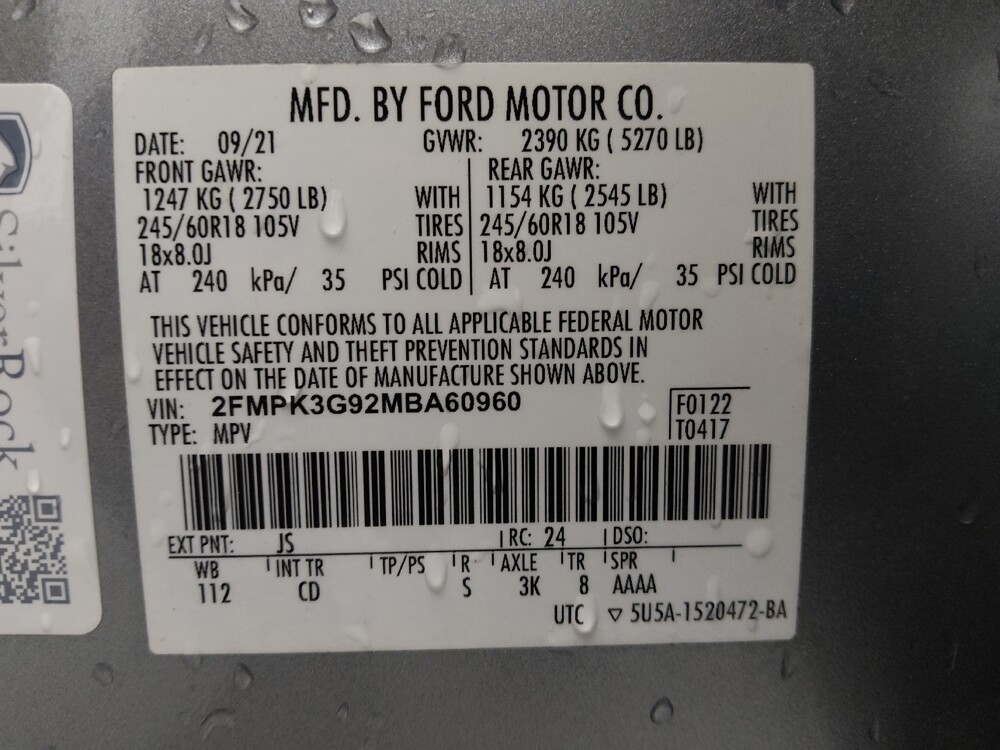 MFD. BY FORD MOTOR CO.
DATE: 09/21 GVWR: 2390 KG ( 5270 LB)
FRONT GAWR: REAR GAWR:
1247 KG ( 2750 LB) WITH 1154 KG ( 2545 LB) WITH
245/60R18 105V TIRES 245/60R18 105V TIRES
18x8.0J RIMS 18x8.0J RIMS
AT 240 kPa/ 35 PSI COLD AT 240 kPa/ 35 PSI COLD
THIS VEHICLE CONFORMS TO ALL APPLICABLE FEDERAL MOTOR
VEHICLE SAFETY AND THEFT PREVENTION STANDARDS IN
EFFECT ON THE DATE OF MANUFACTURE SHOWN ABOVE.
VIN: 2FMPK3G92MBA60960 F0122
TYPE: MPV T0417
EXT PNT: JS RC: 24 DSO:
WB INT TR TP/PS R AXLE TR SPR
112 CD S 3K 8 AAAA
UTC ▽ 5U5A-1520472-BA
SilverRock